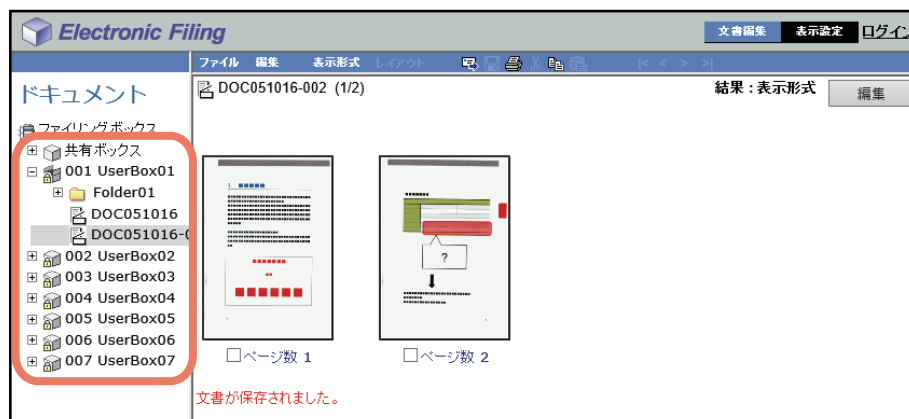 Electronic Filing
文書編集 表示設定 ログイン
ファイル 編集 表示形式 レイアウト |< < > >|
ドキュメント
DOC051016-002 (1/2)
結果：表示形式 編集
ファイリングボックス
共有ボックス
001 UserBox01
Folder01
DOC051016
DOC051016-0
002 UserBox02
003 UserBox03
004 UserBox04
005 UserBox05
006 UserBox06
007 UserBox07
1.
?
ページ数 1
ページ数 2
文書が保存されました。